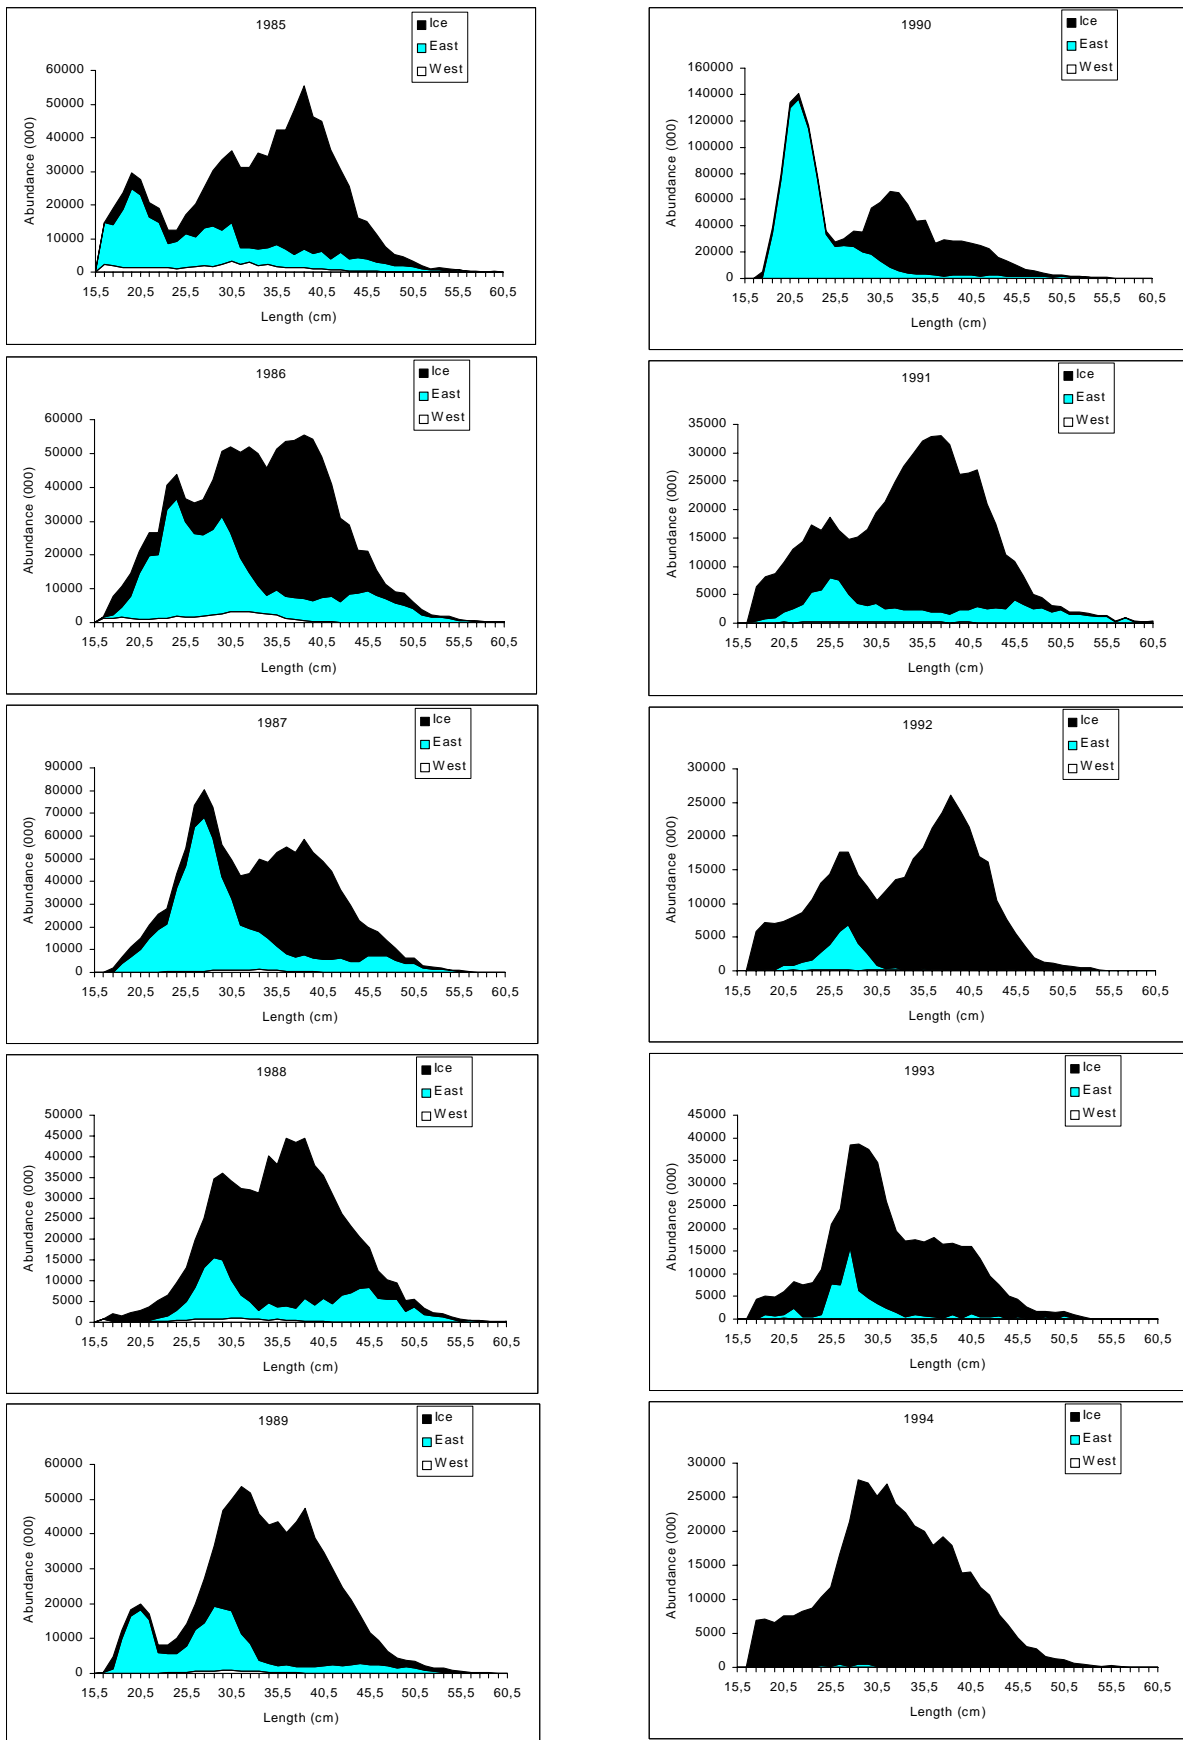 1985
Ice
East
West
60000
50000
40000
30000
20000
10000
0
Abundance (000)
15,5 20,5 25,5 30,5 35,5 40,5 45,5 50,5 55,5 60,5
Length (cm)
1990
Ice
East
West
160000
140000
120000
100000
80000
60000
40000
20000
0
Abundance (000)
15,5 20,5 25,5 30,5 35,5 40,5 45,5 50,5 55,5 60,5
Length (cm)
1986
Ice
East
West
60000
50000
40000
30000
20000
10000
0
Abundance (000)
15,5 20,5 25,5 30,5 35,5 40,5 45,5 50,5 55,5 60,5
Length (cm)
1991
Ice
East
West
35000
30000
25000
20000
15000
10000
5000
0
Abundance (000)
15,5 20,5 25,5 30,5 35,5 40,5 45,5 50,5 55,5 60,5
Length (cm)
1987
Ice
East
West
90000
80000
70000
60000
50000
40000
30000
20000
10000
0
Abundance (000)
15,5 20,5 25,5 30,5 35,5 40,5 45,5 50,5 55,5 60,5
Length (cm)
1992
Ice
East
West
30000
25000
20000
15000
10000
5000
0
Abundance (000)
15,5 20,5 25,5 30,5 35,5 40,5 45,5 50,5 55,5 60,5
Length (cm)
1988
Ice
East
West
50000
45000
40000
35000
30000
25000
20000
15000
10000
5000
0
Abundance (000)
15,5 20,5 25,5 30,5 35,5 40,5 45,5 50,5 55,5 60,5
Length (cm)
1993
Ice
East
West
45000
40000
35000
30000
25000
20000
15000
10000
5000
0
Abundance (000)
15,5 20,5 25,5 30,5 35,5 40,5 45,5 50,5 55,5 60,5
Length (cm)
1989
Ice
East
West
60000
50000
40000
30000
20000
10000
0
Abundance (000)
15,5 20,5 25,5 30,5 35,5 40,5 45,5 50,5 55,5 60,5
Length (cm)
1994
Ice
East
West
30000
25000
20000
15000
10000
5000
0
Abundance (000)
15,5 20,5 25,5 30,5 35,5 40,5 45,5 50,5 55,5 60,5
Length (cm)